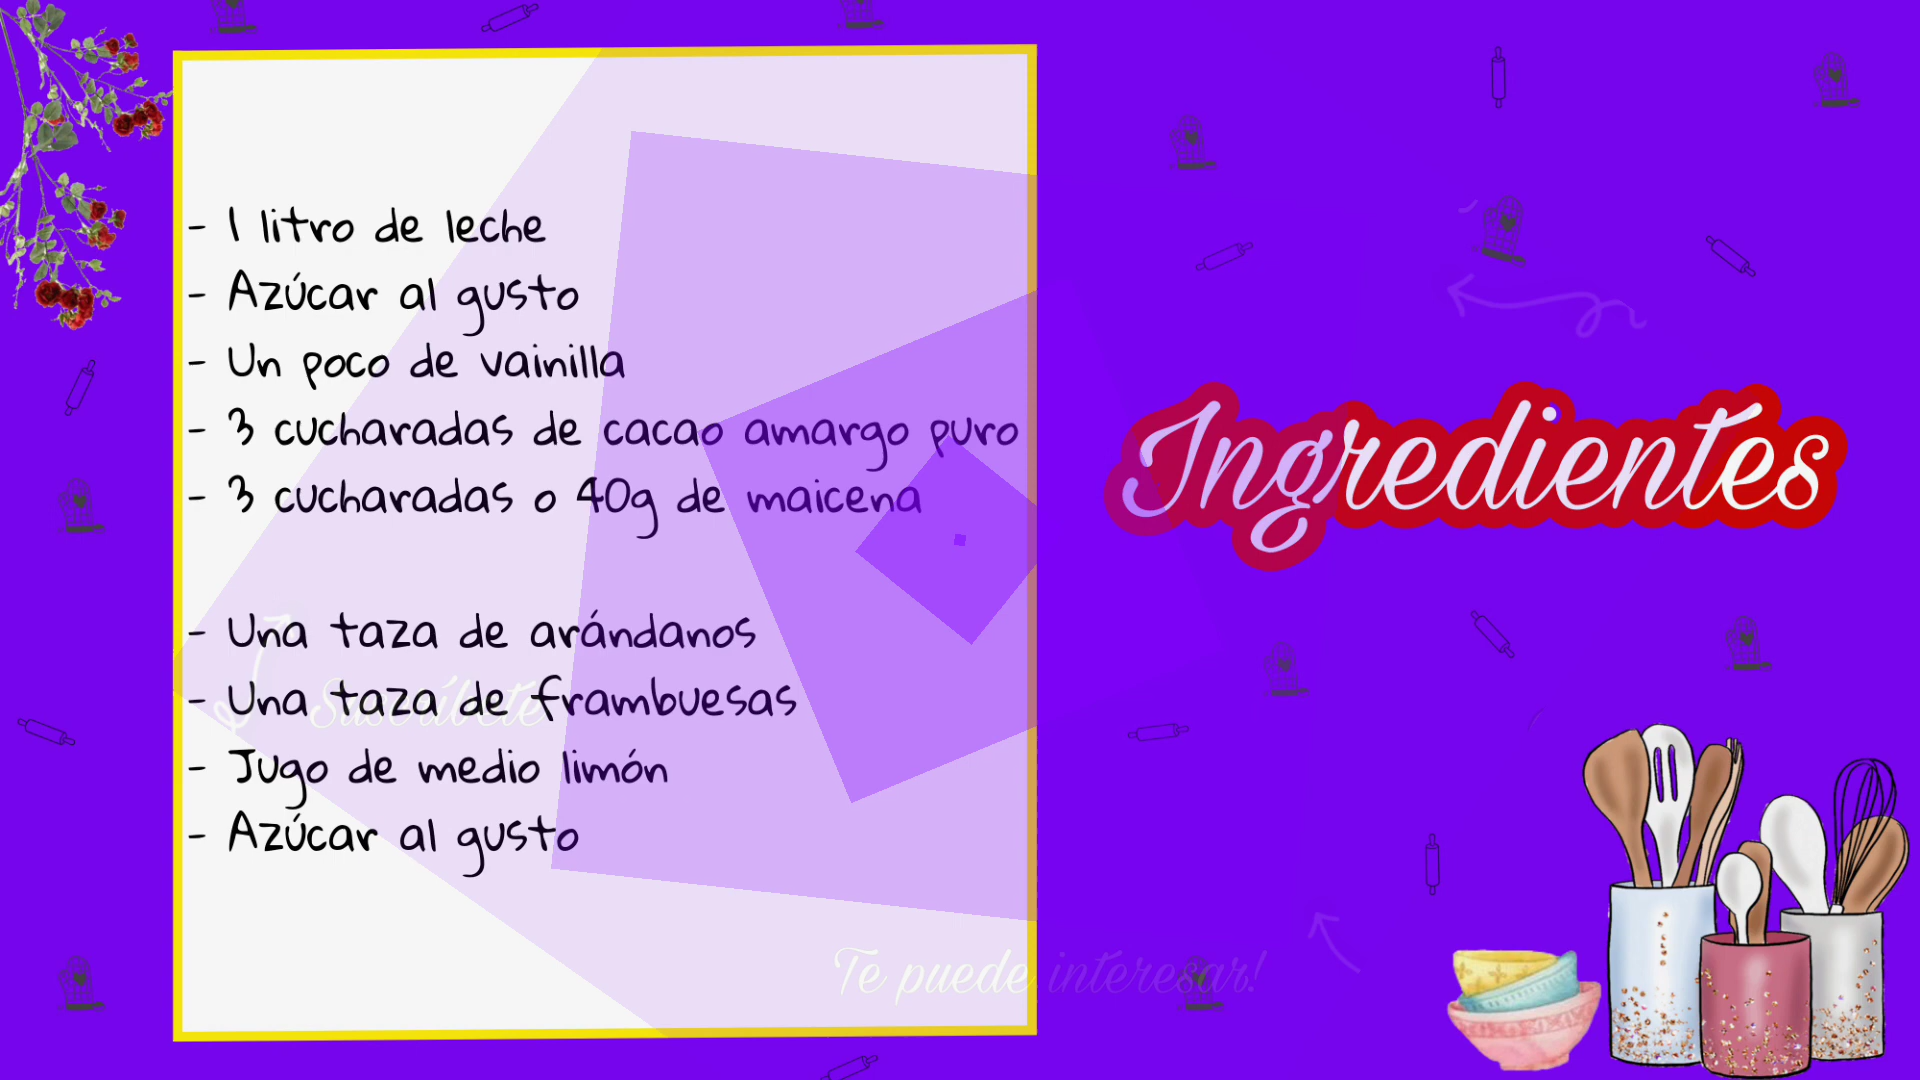 - 1 litro de leche
- Azúcar al gusto
- Un poco de vainilla
- 3 cucharadas de cacao amargo puro
- 3 cucharadas o 40g de maicena
- Una taza de arándanos
- Una taza de frambuesas
- Jugo de medio limón
- Azúcar al gusto
Ingredientes
Suscríbete
Te puede interesar!